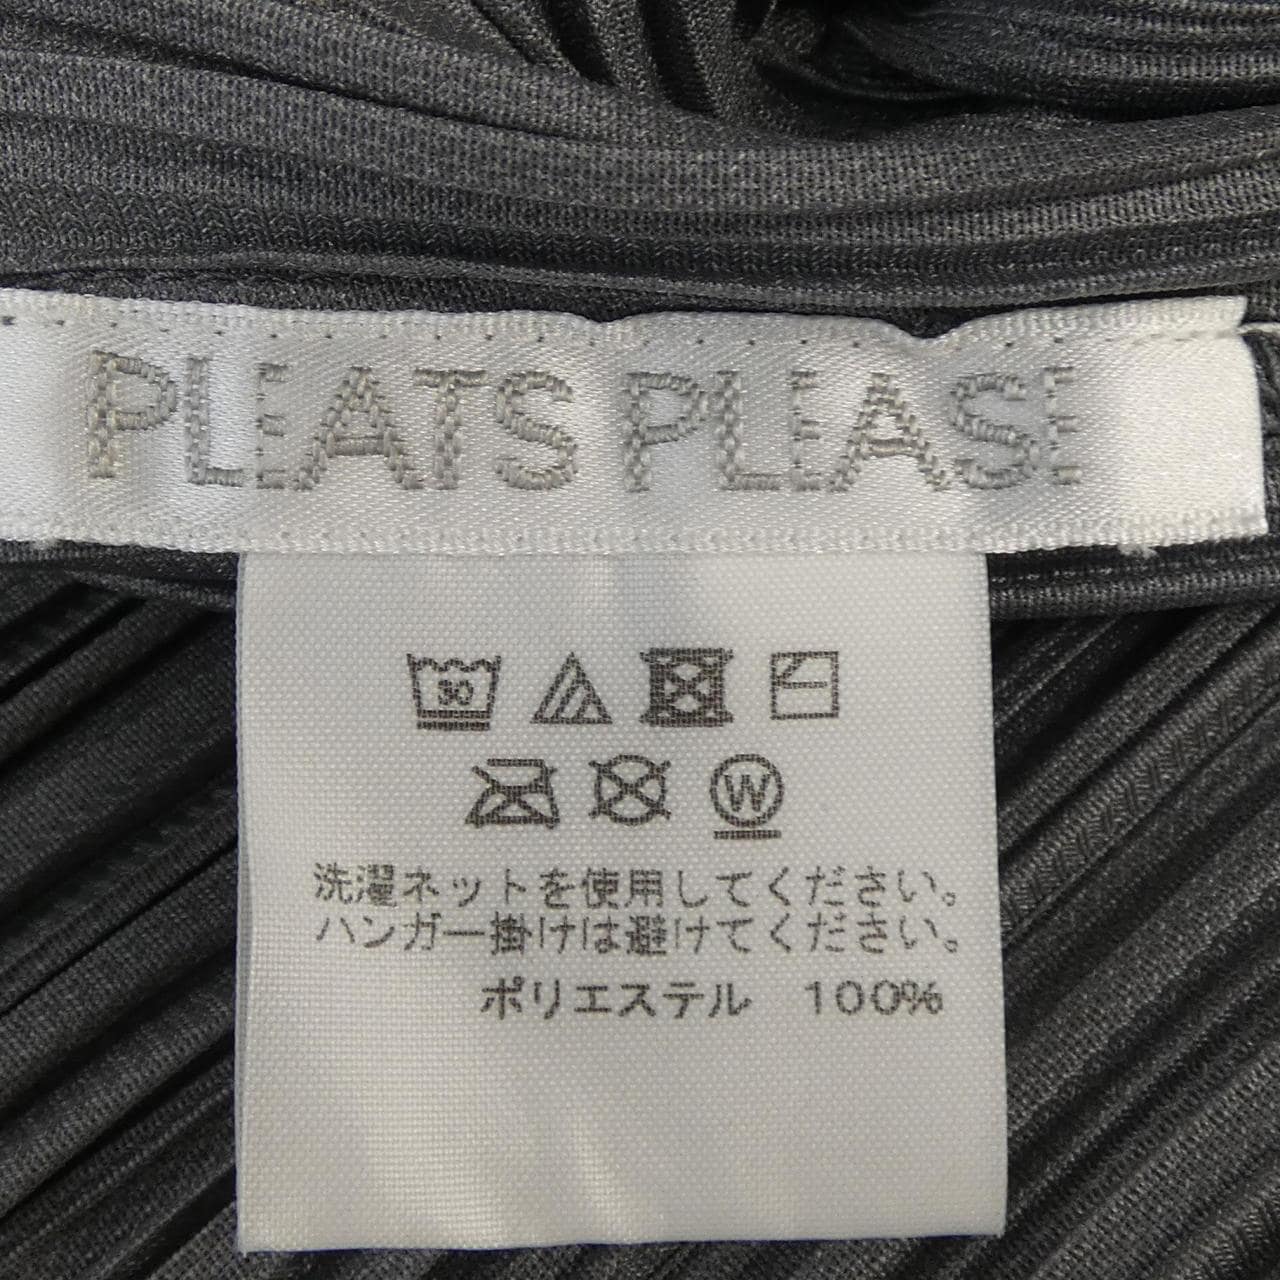 PLEATS PLEASE
30
W
洗濯ネットを使用してください。
ハンガー掛けは避けてください。
ポリエステル 100%